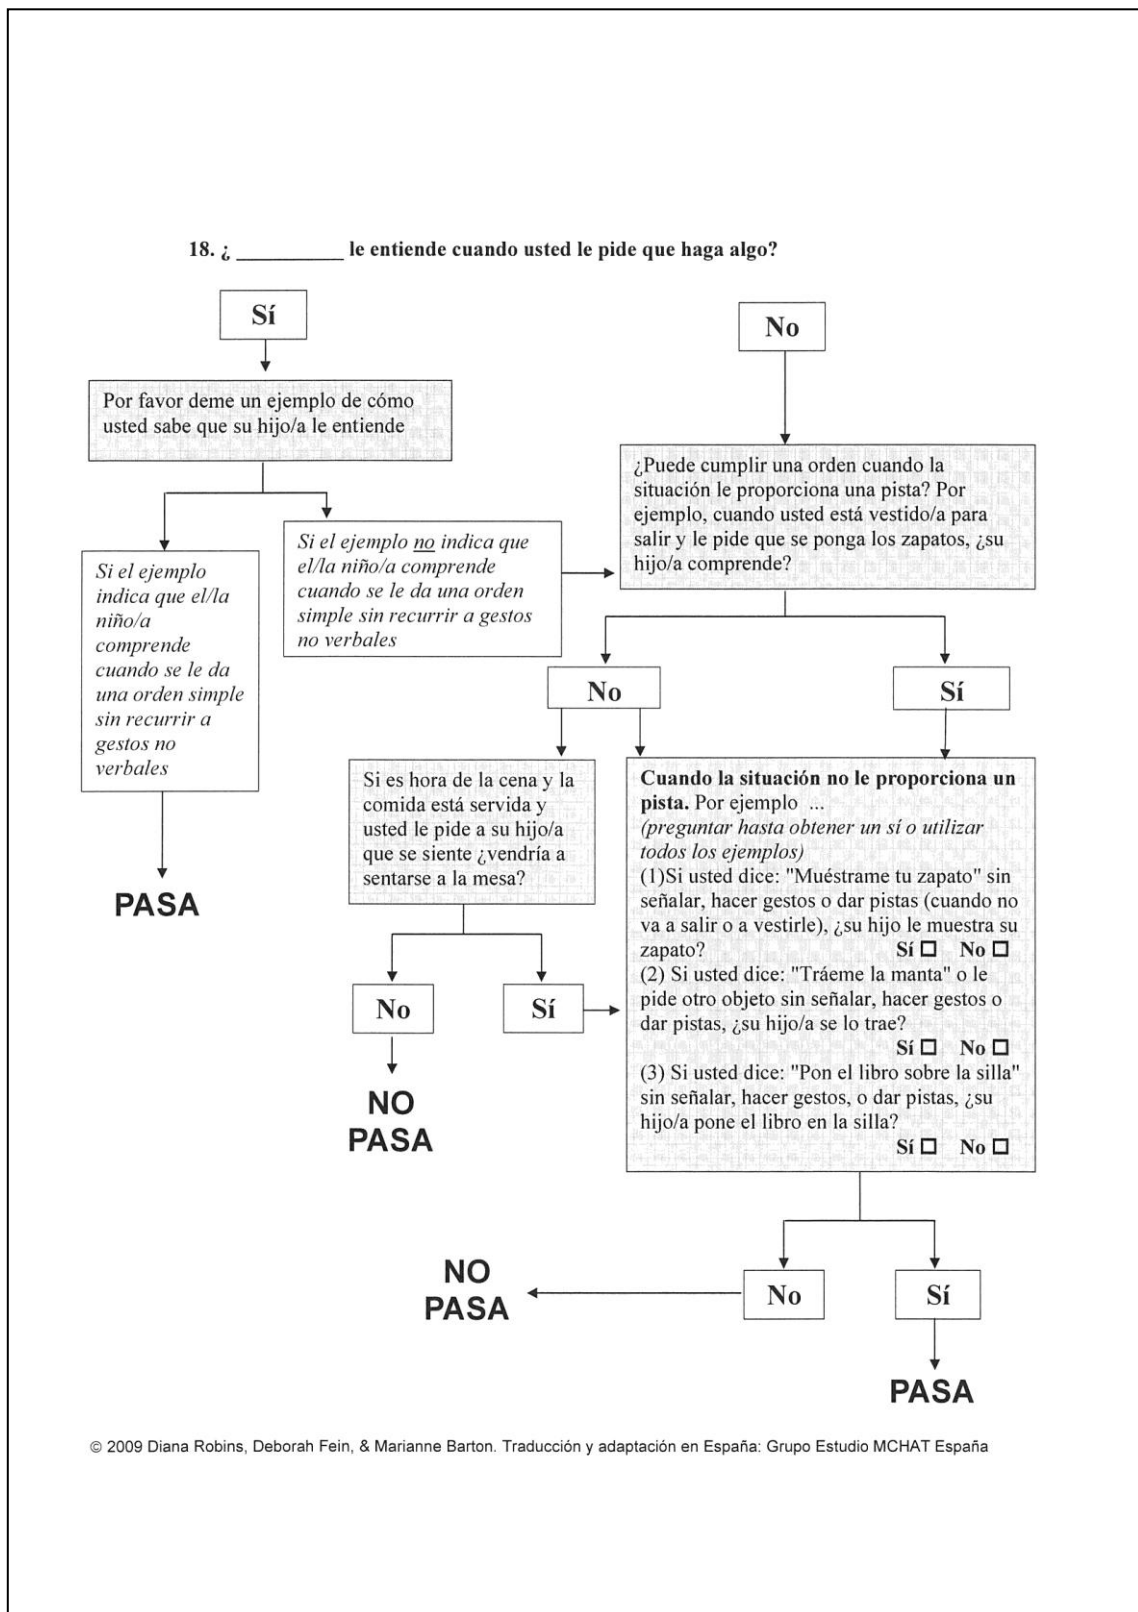 18. ¿ __________ le entiende cuando usted le pide que haga algo?
Sí
No
Por favor deme un ejemplo de cómo
usted sabe que su hijo/a le entiende
¿Puede cumplir una orden cuando la
situación le proporciona una pista? Por
ejemplo, cuando usted está vestido/a para
salir y le pide que se ponga los zapatos, ¿su
hijo/a comprende?
Si el ejemplo
indica que el/la
niño/a
comprende
cuando se le da
una orden simple
sin recurrir a
gestos no
verbales
Si el ejemplo no indica que
el/la niño/a comprende
cuando se le da una orden
simple sin recurrir a gestos
no verbales
No
Sí
PASA
Si es hora de la cena y la
comida está servida y
usted le pide a su hijo/a
que se siente ¿vendría a
sentarse a la mesa?
Cuando la situación no le proporciona un
pista. Por ejemplo ...
(preguntar hasta obtener un sí o utilizar
todos los ejemplos)
(1)Si usted dice: "Muéstrame tu zapato" sin
señalar, hacer gestos o dar pistas (cuando no
va a salir o a vestirle), ¿su hijo le muestra su
zapato? Sí ☐ No ☐
(2) Si usted dice: "Tráeme la manta" o le
pide otro objeto sin señalar, hacer gestos o
dar pistas, ¿su hijo/a se lo trae?
Sí ☐ No ☐
(3) Si usted dice: "Pon el libro sobre la silla"
sin señalar, hacer gestos, o dar pistas, ¿su
hijo/a pone el libro en la silla?
Sí ☐ No ☐
No
Sí
NO
PASA
NO
PASA
No
Sí
PASA
© 2009 Diana Robins, Deborah Fein, & Marianne Barton. Traducción y adaptación en España: Grupo Estudio MCHAT España